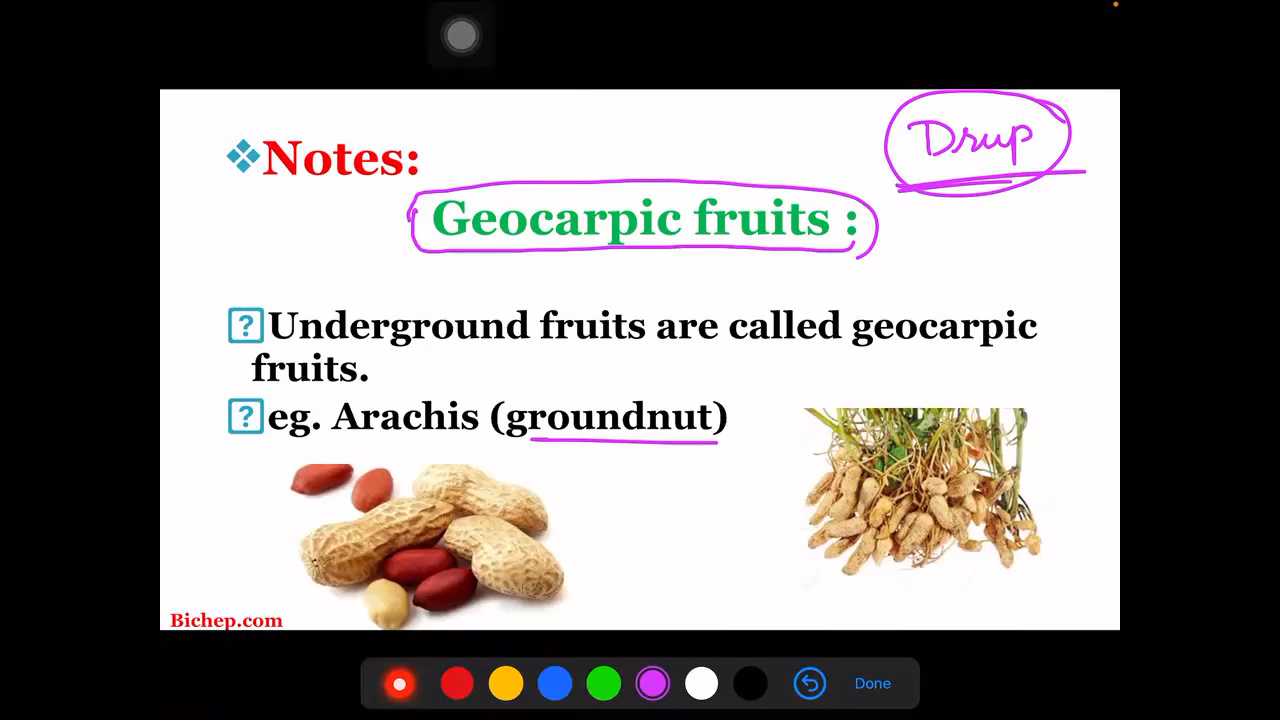 Drup
Notes:
Geocarpic fruits :
Underground fruits are called geocarpic
fruits.
eg. Arachis (groundnut)
Bichep.com
Done